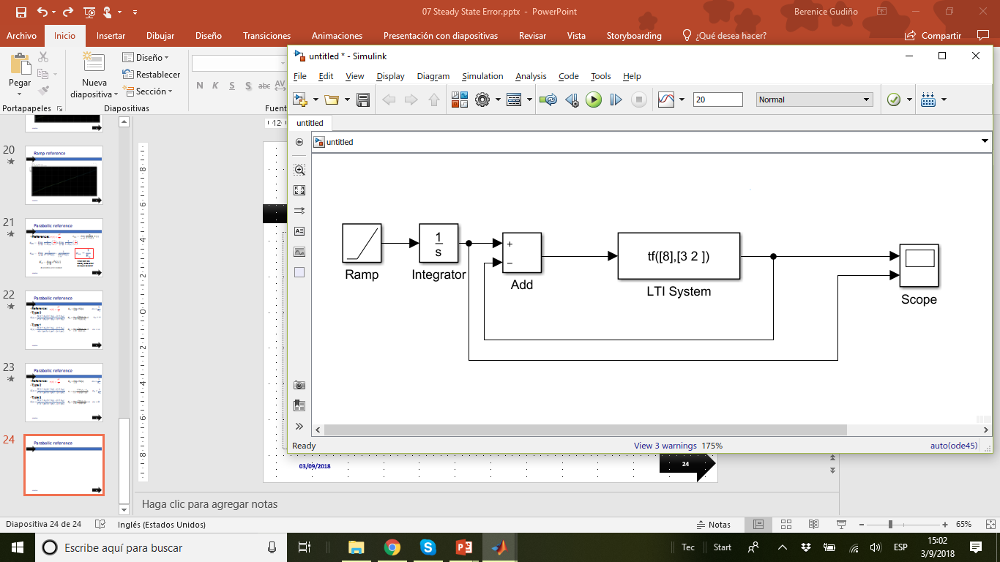 07 Steady State Error.pptx - PowerPoint
Berenice Gudiño
Archivo Inicio Insertar Dibujar Diseño Transiciones Animaciones Presentación con diapositivas Revisar Vista Storyboarding ¿Qué desea hacer? Compartir
Pegar
Nueva diapositiva
Diseño
Restablecer
Sección
N K S S abc AV
Portapapeles Diapositivas Fuent
untitled * - Simulink
File Edit View Display Diagram Simulation Analysis Code Tools Help
20 Normal
untitled
untitled
Ramp
1
s
Integrator
+
−
Add
tf([8],[3 2 ])
LTI System
Scope
Ready View 3 warnings 175% auto(ode45)
20
Ramp reference
21
Parabolic reference
22
Parabolic reference
23
Parabolic reference
24
Parabolic reference
12
03/09/2018
24
Haga clic para agregar notas
Diapositiva 24 de 24 Inglés (Estados Unidos) Notas 65%
Escribe aquí para buscar
Tec Start ESP
15:02
3/9/2018